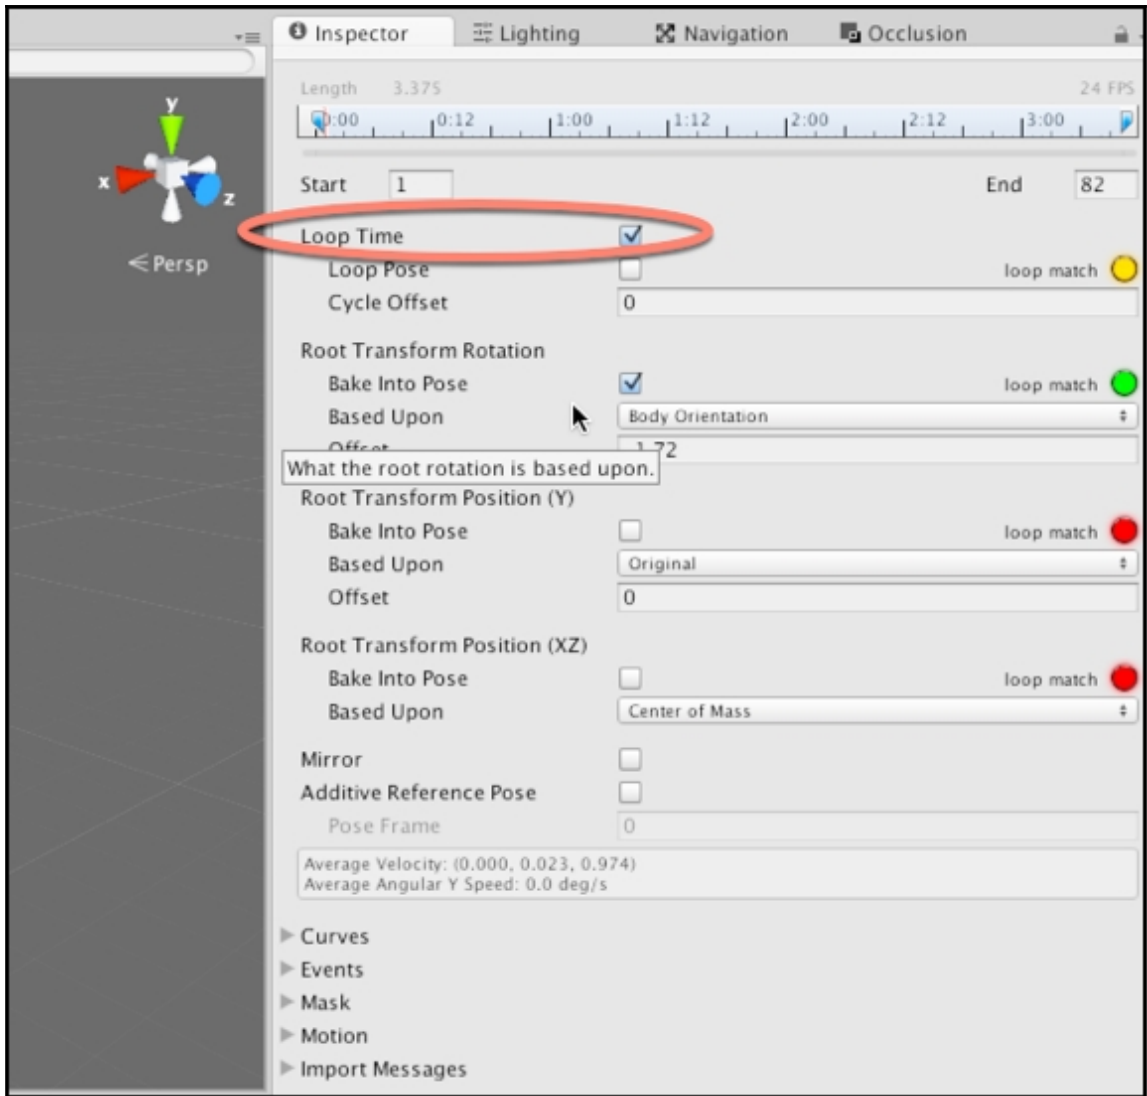 Inspector Lighting Navigation Occlusion
Length 3.375 24 FPS
0:00 0:12 1:00 1:12 2:00 2:12 3:00
Start 1 End 82
y
x
z
Persp
Loop Time
Loop Pose loop match
Cycle Offset 0
Root Transform Rotation
Bake Into Pose loop match
Based Upon Body Orientation
Offset 1.72
What the root rotation is based upon.
Root Transform Position (Y)
Bake Into Pose loop match
Based Upon Original
Offset 0
Root Transform Position (XZ)
Bake Into Pose loop match
Based Upon Center of Mass
Mirror
Additive Reference Pose
Pose Frame 0
Average Velocity: (0.000, 0.023, 0.974)
Average Angular Y Speed: 0.0 deg/s
Curves
Events
Mask
Motion
Import Messages